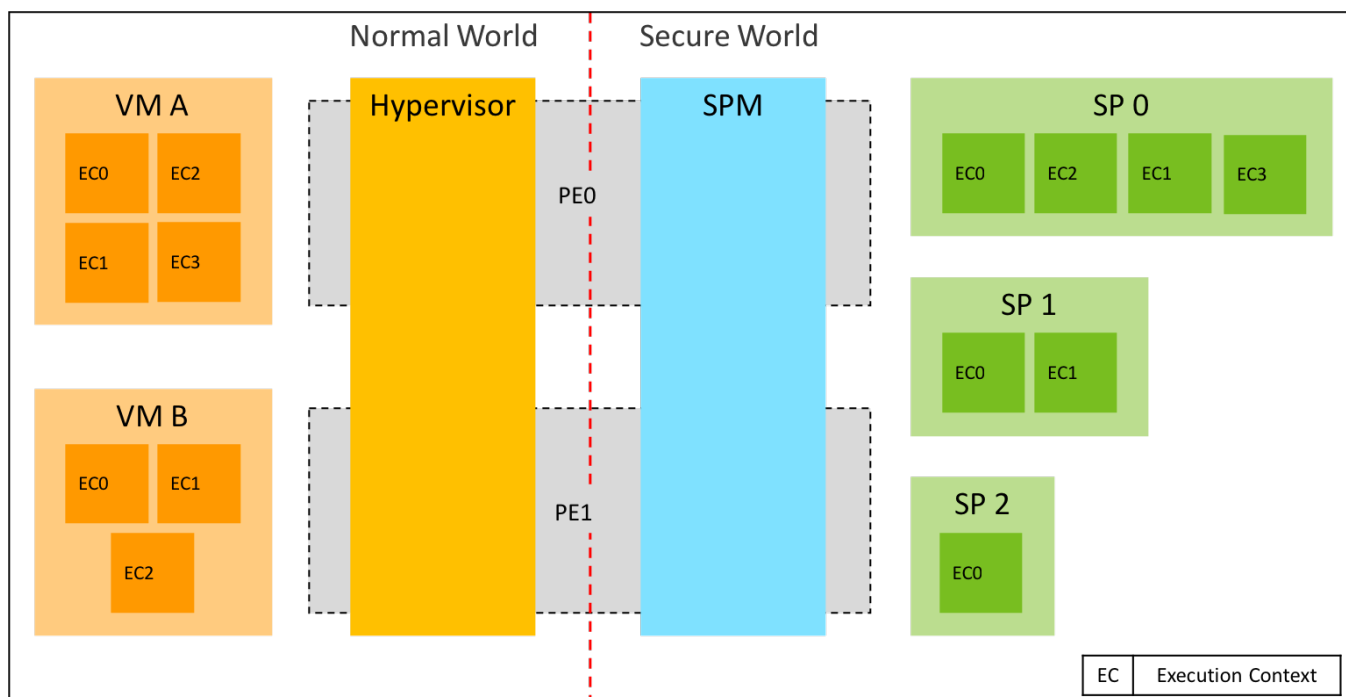 Normal World
Secure World
VM A
EC0
EC2
EC1
EC3
VM B
EC0
EC1
EC2
Hypervisor
SPM
PE0
PE1
SP 0
EC0
EC2
EC1
EC3
SP 1
EC0
EC1
SP 2
EC0
EC
Execution Context